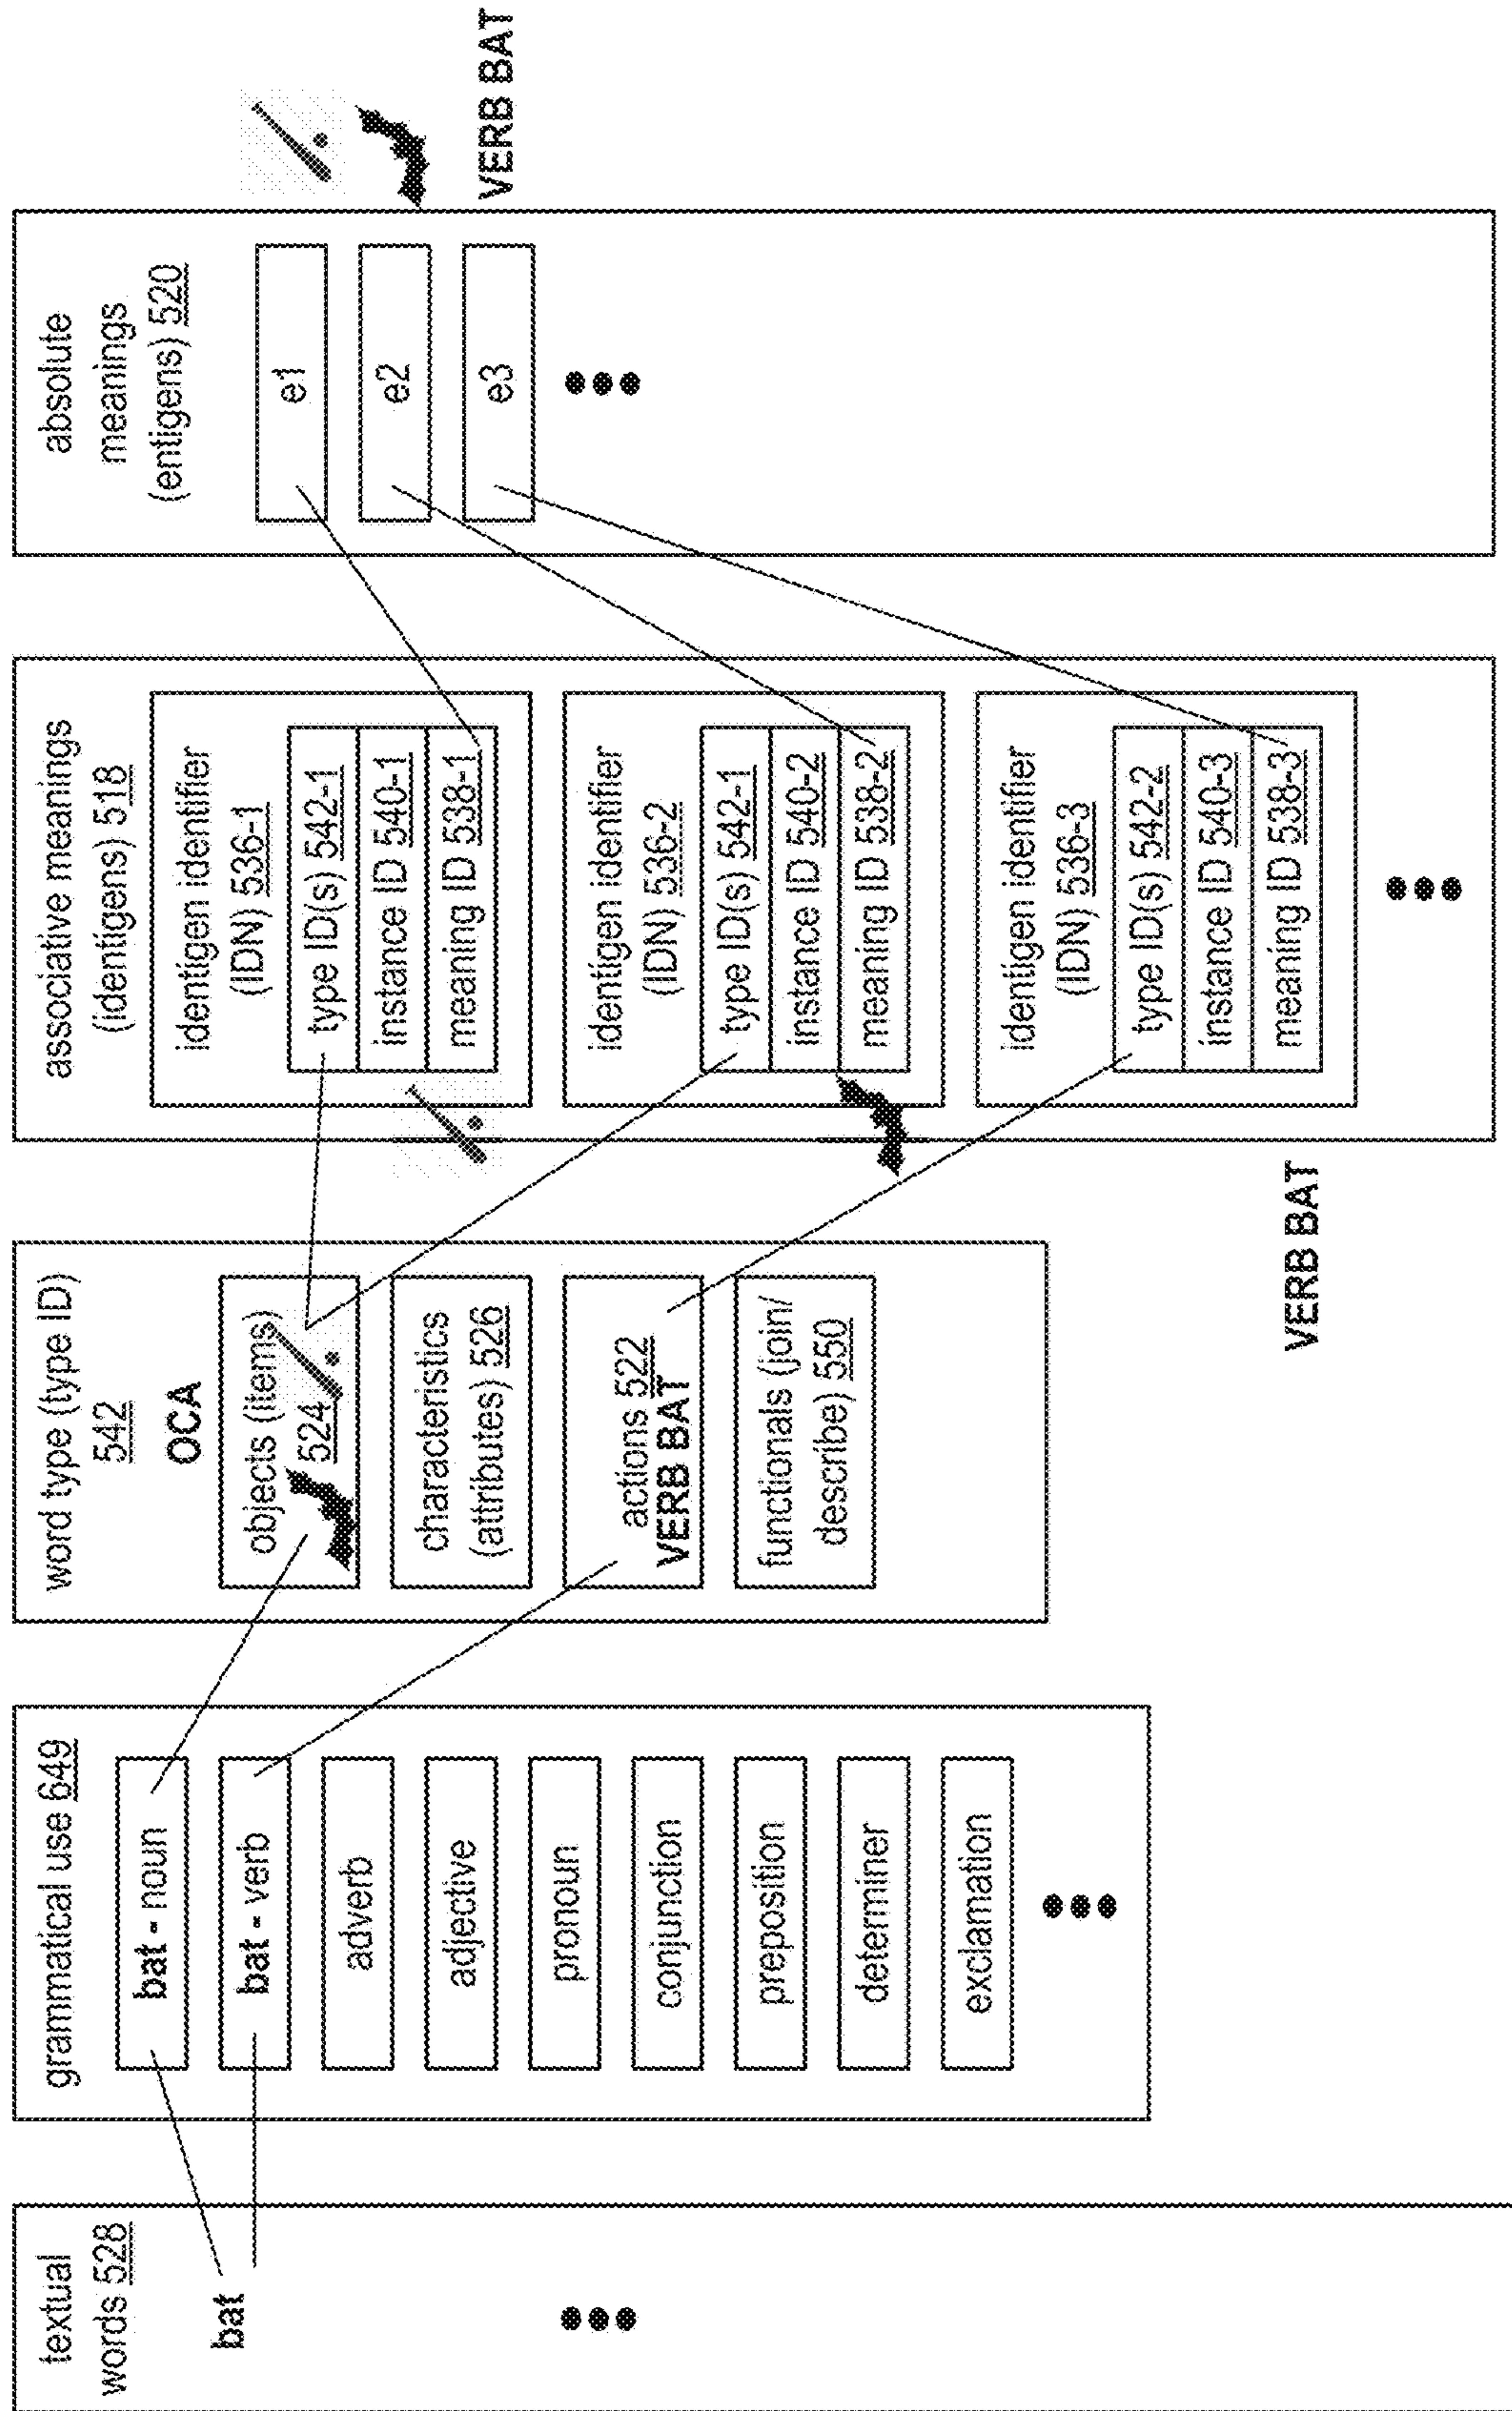 textual
words 528
bat
grammatical use 649
bat - noun
bat - verb
adverb
adjective
pronoun
conjunction
preposition
determiner
exclamation
word type (type ID)
542
OCA
objects (items)
524
characteristics
(attributes) 526
actions 522
VERB BAT
functionals (join/
describe) 550
associative meanings
(identigens) 518
identigen identifier
(IDN) 536-1
type ID(s) 542-1
instance ID 540-1
meaning ID 538-1
identigen identifier
(IDN) 536-2
type ID(s) 542-1
instance ID 540-2
meaning ID 538-2
identigen identifier
(IDN) 536-3
type ID(s) 542-2
instance ID 540-3
meaning ID 538-3
VERB BAT
absolute
meanings
(entigens) 520
e1
e2
e3
VERB BAT